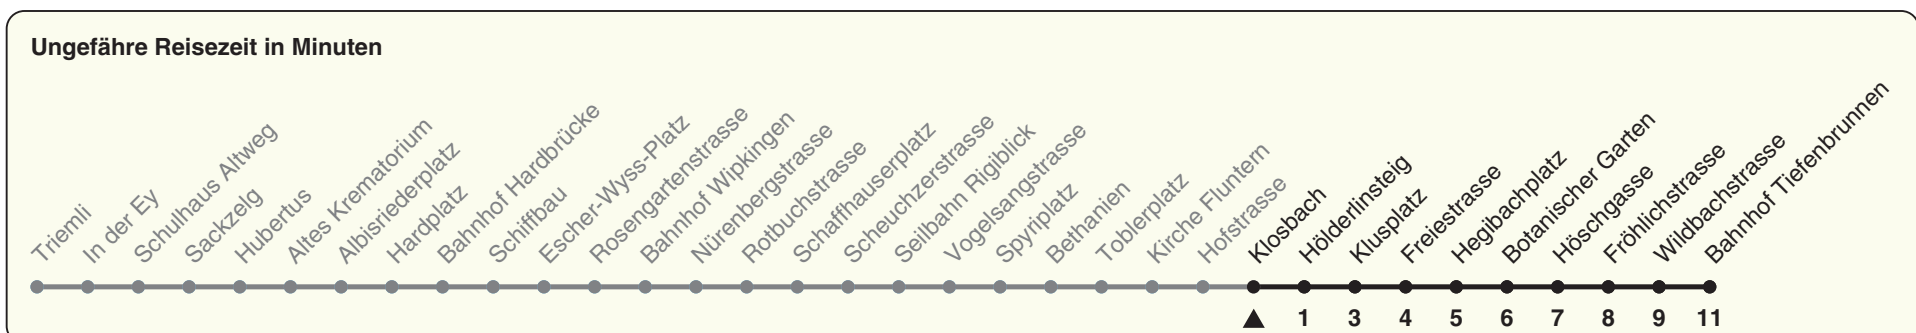 Ungefähre Reisezeit in Minuten
Triemli
In der Ey
Schulhaus Altweg
Sackzelg
Hubertus
Altes Krematorium
Albisriederplatz
Hardplatz
Bahnhof Hardbrücke
Schiffbau
Escher-Wyss-Platz
Rosengartenstrasse
Bahnhof Wipkingen
Nürenbergstrasse
Rotbuchstrasse
Schaffhauserplatz
Scheuchzerstrasse
Seilbahn Rigiblick
Vogelsangstrasse
Spyriplatz
Bethanien
Toblerplatz
Kirche Fluntern
Hofstrasse
Klosbach
Hölderlinsteig
Klusplatz
Freiestrasse
Hegibachplatz
Botanischer Garten
Höschgasse
Fröhlichstrasse
Wildbachstrasse
Bahnhof Tiefenbrunnen
1 3 4 5 6 7 8 9 11